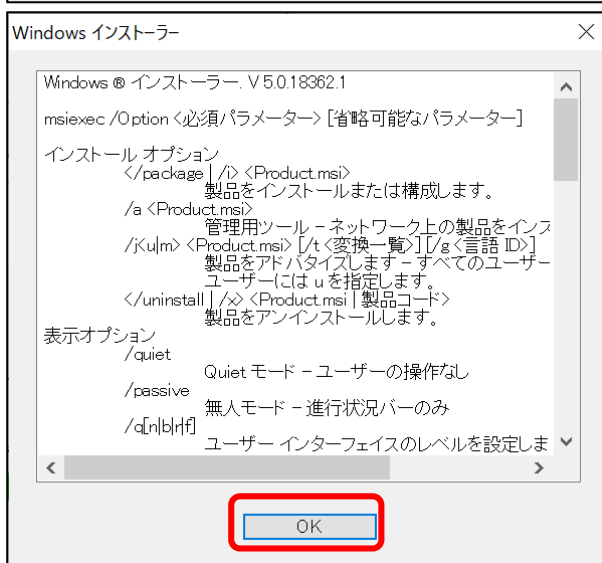 Windows インストーラー
Windows ® インストーラー. V 5.0.18362.1
msiexec /Option <必須パラメーター> [省略可能なパラメーター]
インストール オプション
</package | /i> <Product.msi>
製品をインストールまたは構成します。
/a <Product.msi>
管理用ツール - ネットワーク上の製品をインス
/j<u|m> <Product.msi> [/t <変換一覧>] [/g <言語 ID>]
製品をアドバタイズします - すべてのユーザー
ユーザーには u を指定します。
</uninstall | /x> <Product.msi | 製品コード>
製品をアンインストールします。
表示オプション
/quiet
Quiet モード - ユーザーの操作なし
/passive
無人モード - 進行状況バーのみ
/q[n|b|r|f]
ユーザー インターフェイスのレベルを設定しま
OK